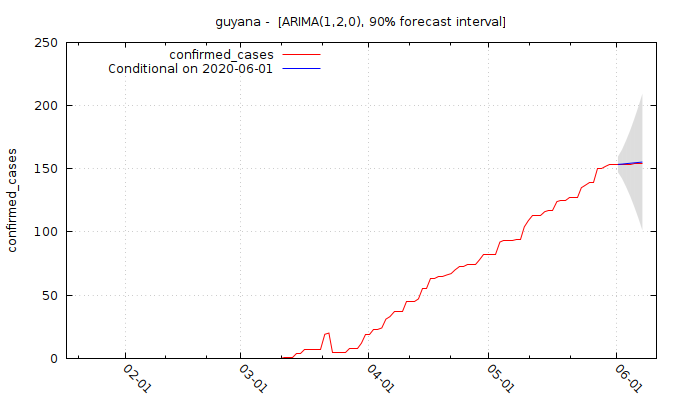 guyana -  [ARIMA(1,2,0), 90% forecast interval]
confirmed_cases
Conditional on 2020-06-01
confirmed_cases
250
200
150
100
50
0
02-01
03-01
04-01
05-01
06-01